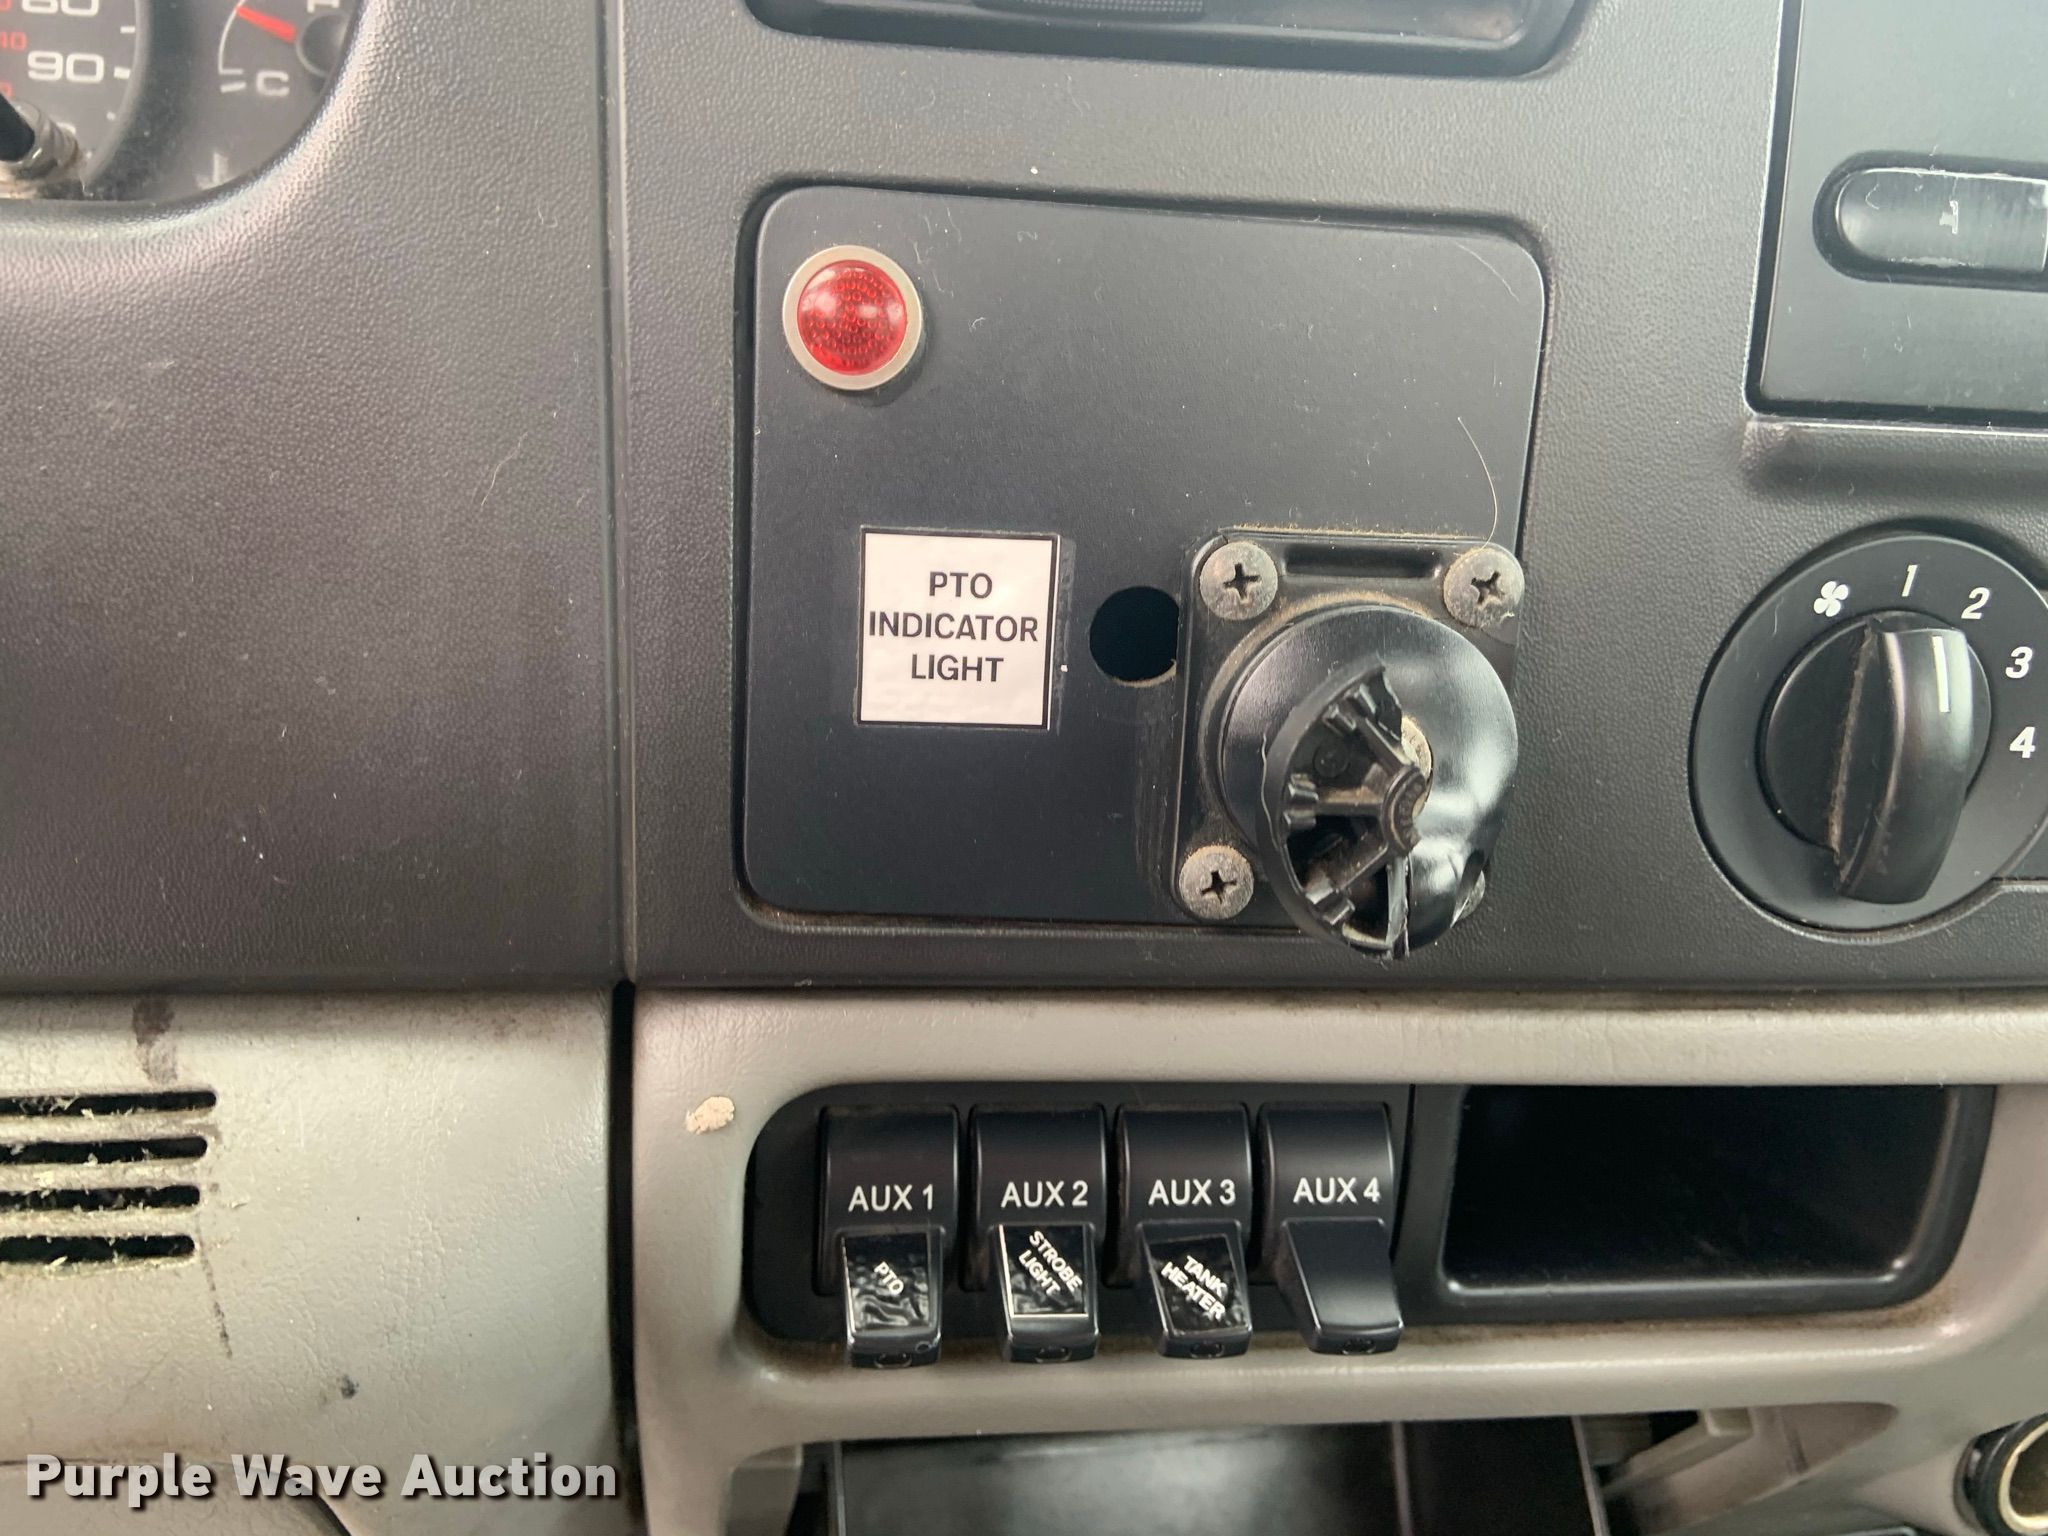 60
90
C
PTO
INDICATOR
LIGHT
1
2
3
4
AUX 1
AUX 2
AUX 3
AUX 4
PTO
STROBE
LIGHT
TANK
HEATER
Purple Wave Auction